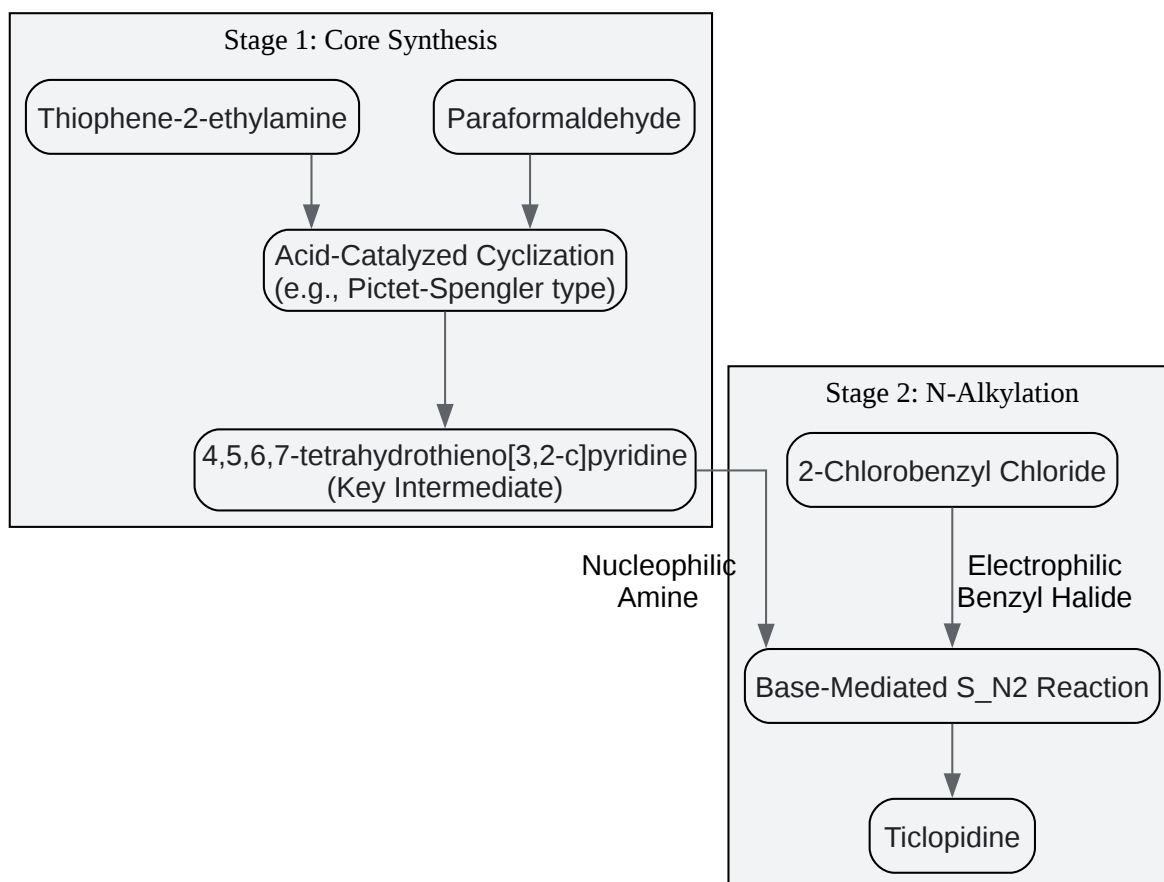 Stage 1: Core Synthesis
Thiophene-2-ethylamine
Paraformaldehyde
Acid-Catalyzed Cyclization
(e.g., Pictet-Spengler type)
4,5,6,7-tetrahydrothieno[3,2-c]pyridine
(Key Intermediate)
Stage 2: N-Alkylation
2-Chlorobenzyl Chloride
Nucleophilic
Amine
Electrophilic
Benzyl Halide
Base-Mediated S_N2 Reaction
Ticlopidine